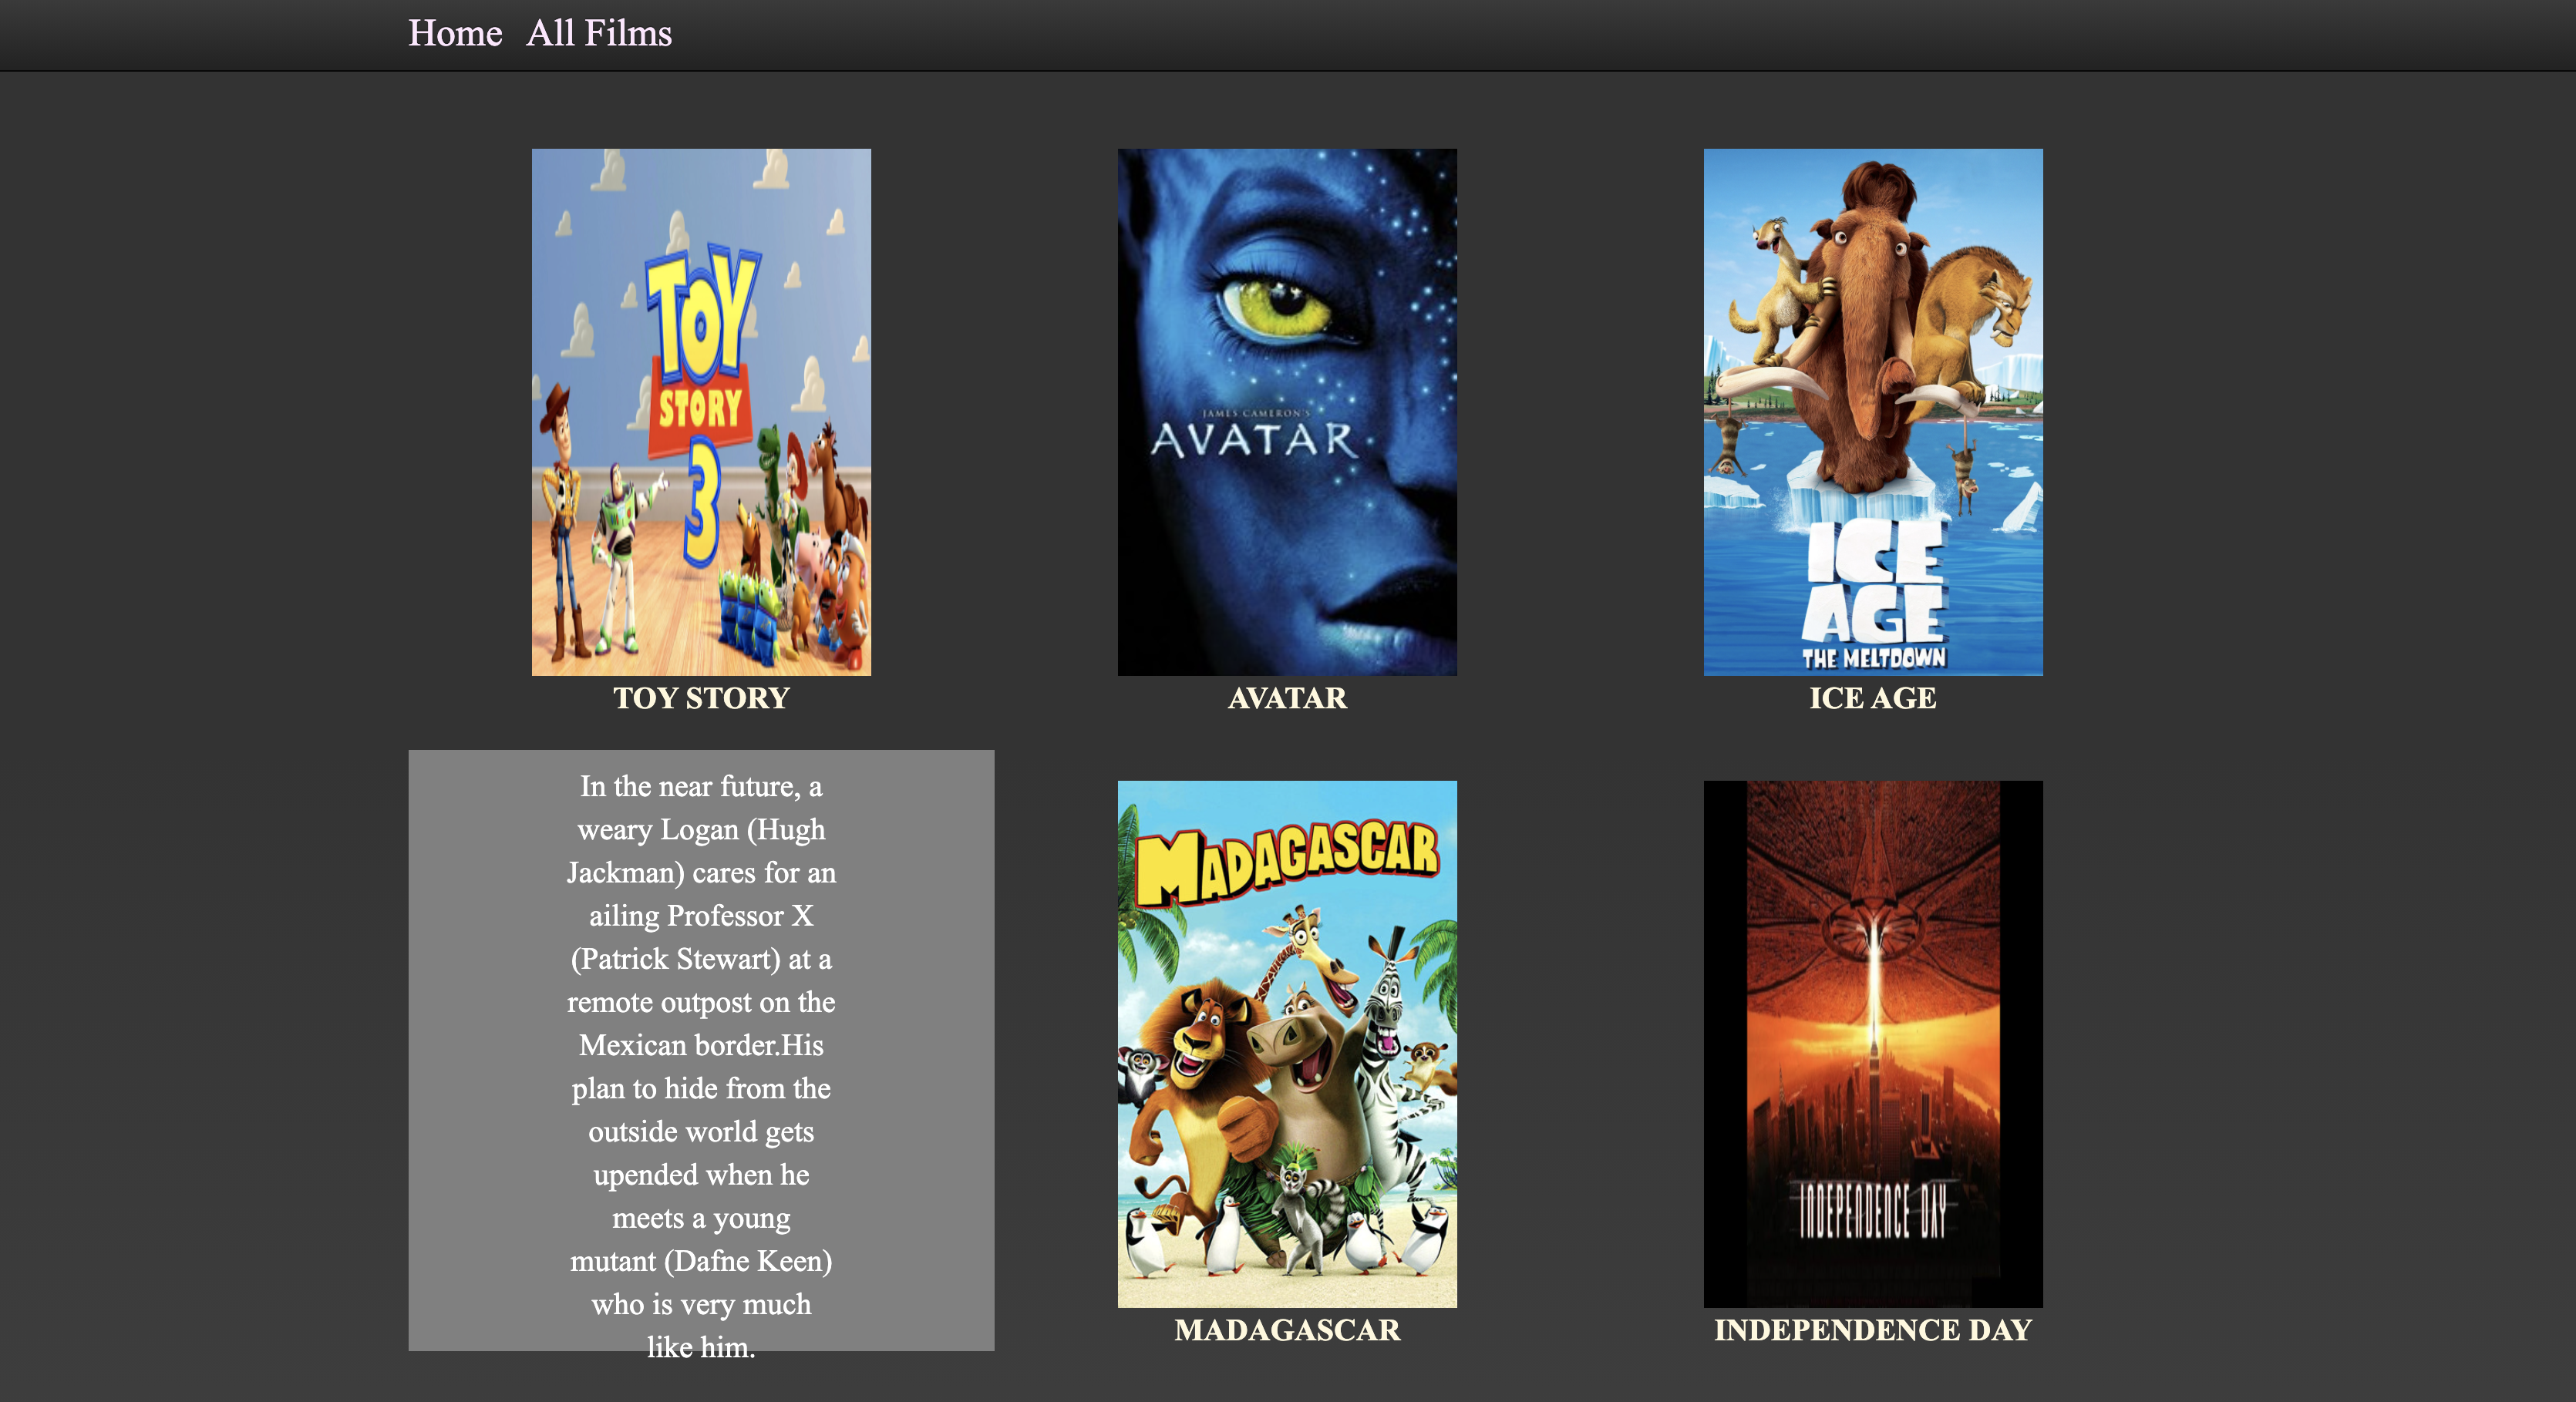 Home All Films
TOY
STORY
3
JAMES CAMERON'S
AVATAR
ICE
AGE
THE MELTDOWN
TOY STORY
AVATAR
ICE AGE
In the near future, a
weary Logan (Hugh
Jackman) cares for an
ailing Professor X
(Patrick Stewart) at a
remote outpost on the
Mexican border.His
plan to hide from the
outside world gets
upended when he
meets a young
mutant (Dafne Keen)
who is very much
like him.
MADAGASCAR
INDEPENDENCE DAY
MADAGASCAR
INDEPENDENCE DAY